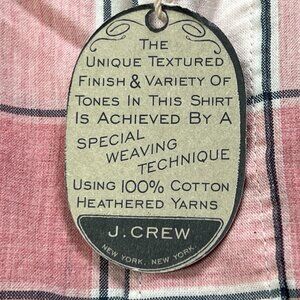 THE
UNIQUE TEXTURED
FINISH & VARIETY OF
TONES IN THIS SHIRT
IS ACHIEVED BY A
SPECIAL
WEAVING
TECHNIQUE
USING 100% COTTON
HEATHERED YARNS
J. CREW
NEW YORK, NEW YORK.